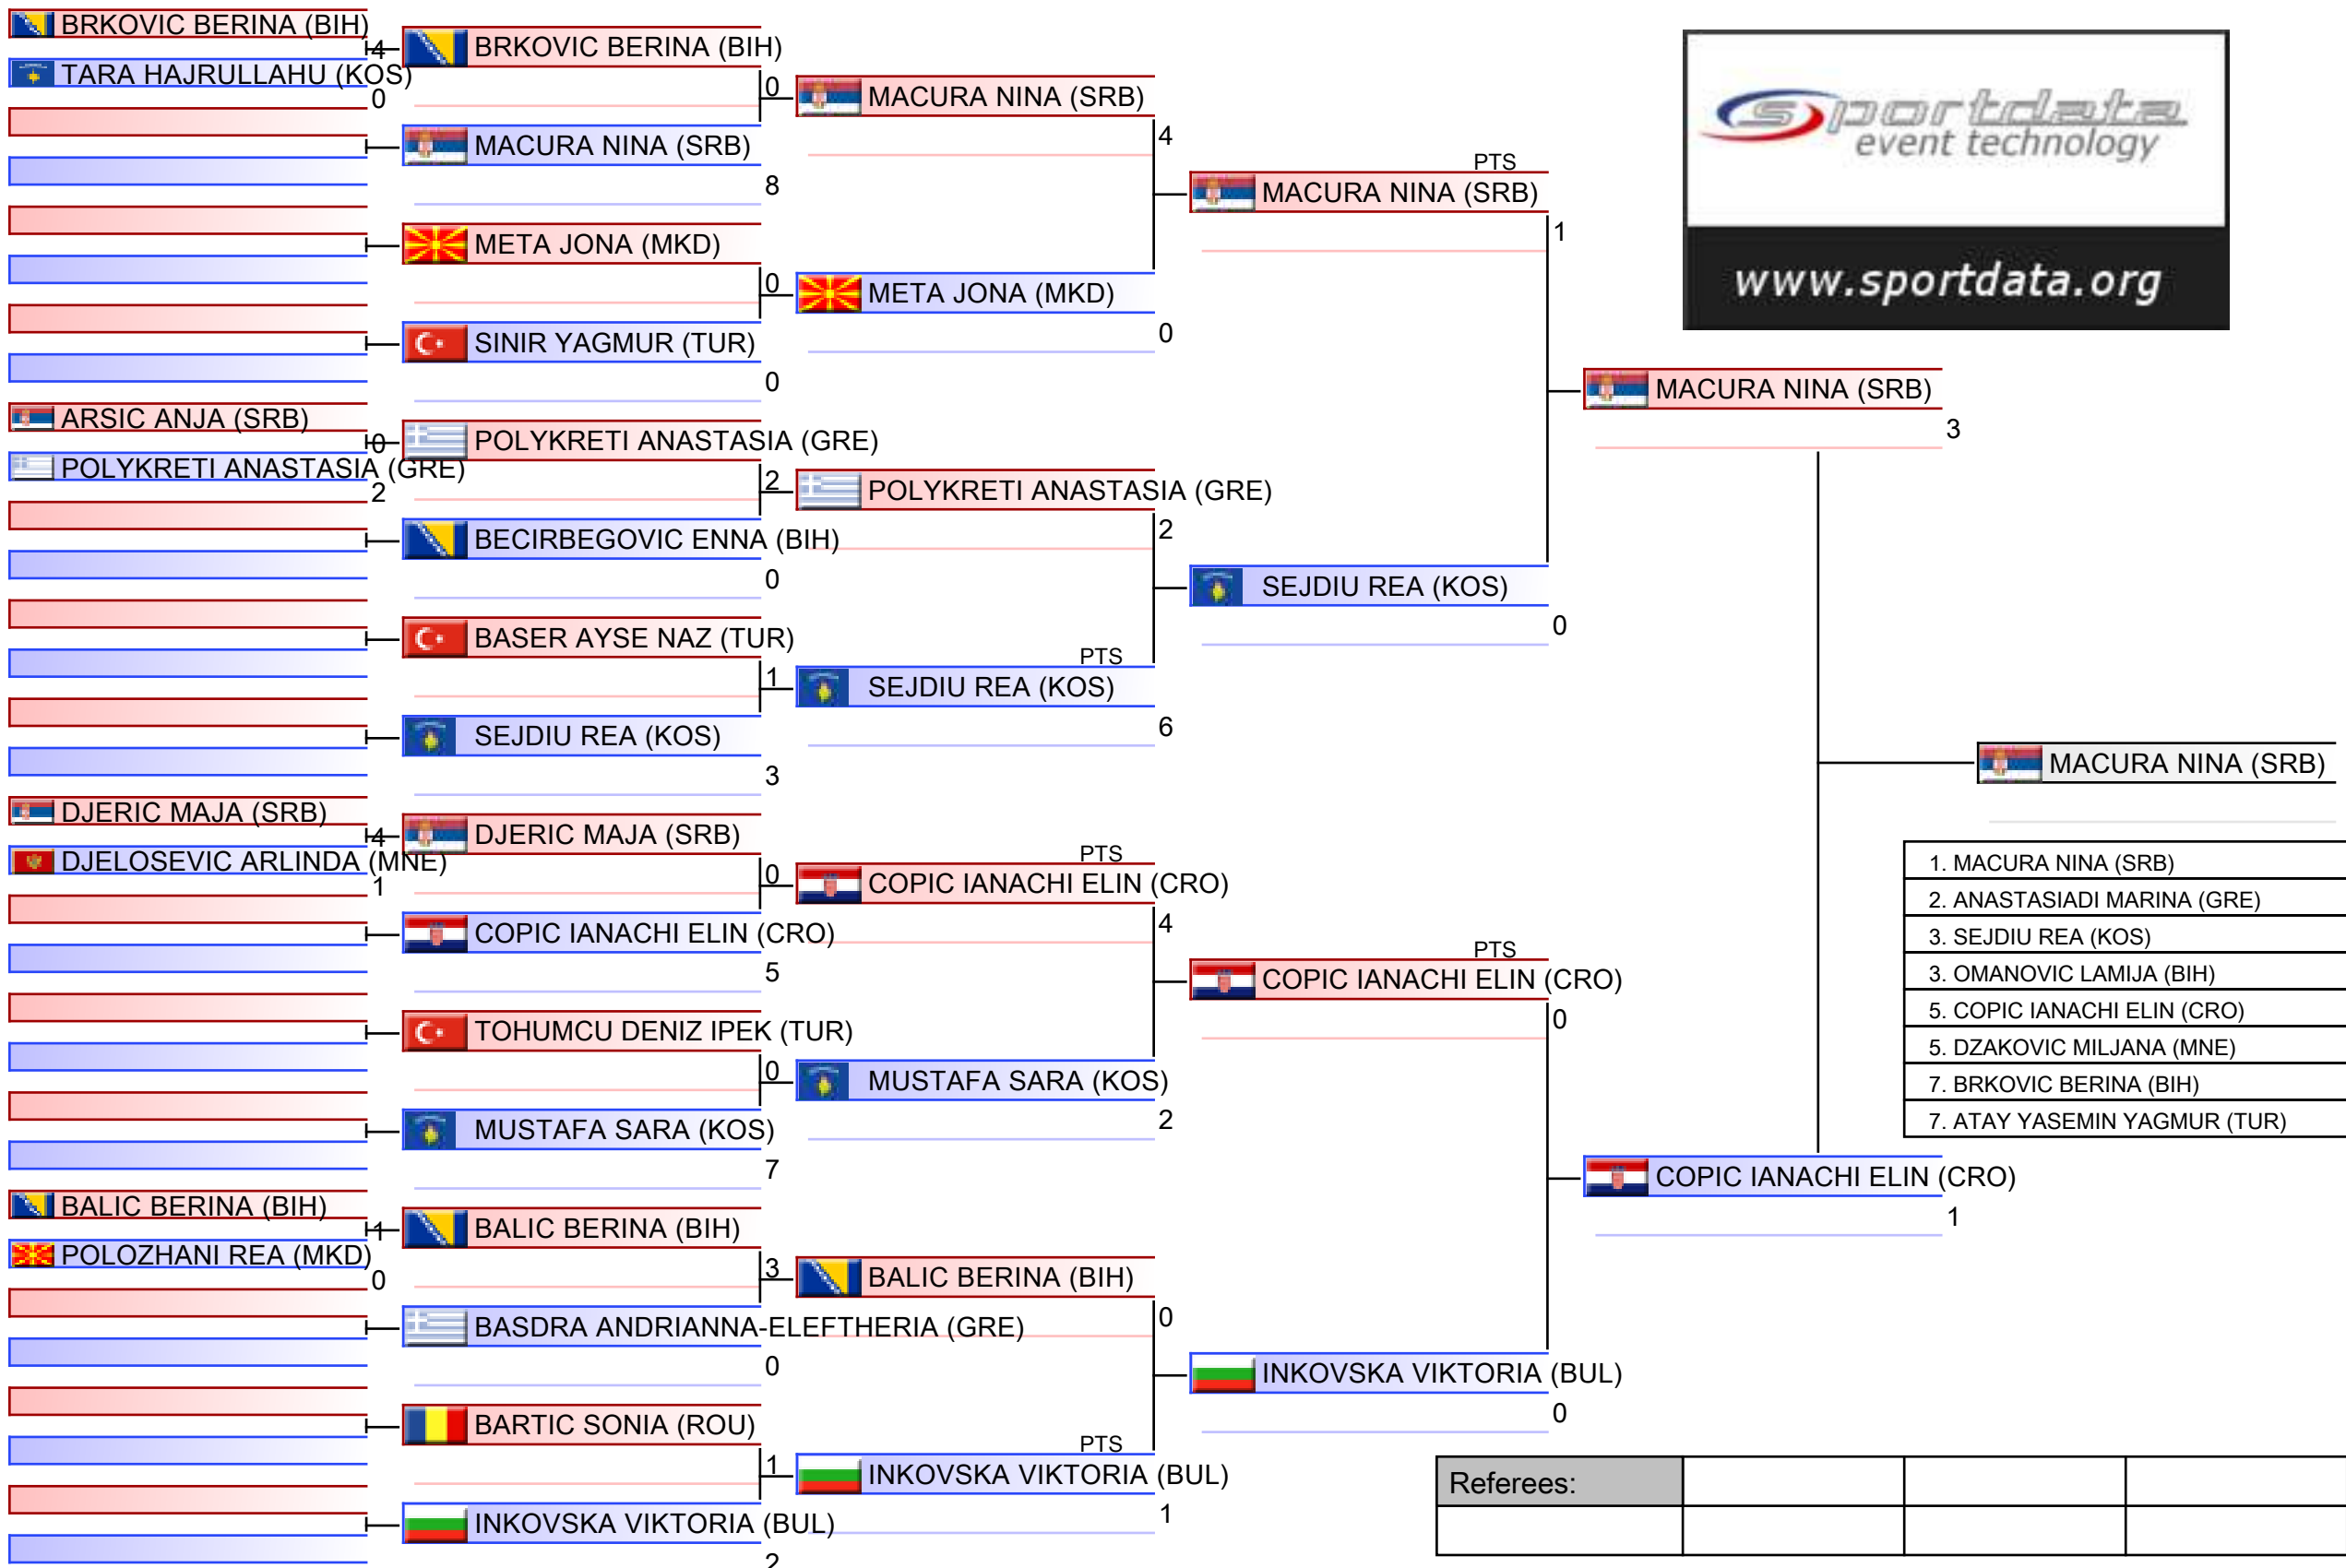 BRKOVIC BERINA (BIH)
4
TARA HAJRULLAHU (KOS)
0
ARSIC ANJA (SRB)
0
POLYKRETI ANASTASIA (GRE)
2
DJERIC MAJA (SRB)
4
DJELOSEVIC ARLINDA (MNE)
1
BALIC BERINA (BIH)
1
POLOZHANI REA (MKD)
0
BRKOVIC BERINA (BIH)
0
MACURA NINA (SRB)
8
META JONA (MKD)
0
SINIR YAGMUR (TUR)
0
POLYKRETI ANASTASIA (GRE)
2
BECIRBEGOVIC ENNA (BIH)
0
BASER AYSE NAZ (TUR)
1
SEJDIU REA (KOS)
3
DJERIC MAJA (SRB)
0
COPIC IANACHI ELIN (CRO)
5
TOHUMCU DENIZ IPEK (TUR)
0
MUSTAFA SARA (KOS)
7
BALIC BERINA (BIH)
3
BASDRA ANDRIANNA-ELEFTHERIA (GRE)
0
BARTIC SONIA (ROU)
1
INKOVSKA VIKTORIA (BUL)
2
MACURA NINA (SRB)
4
META JONA (MKD)
0
POLYKRETI ANASTASIA (GRE)
2
PTS
SEJDIU REA (KOS)
6
PTS
COPIC IANACHI ELIN (CRO)
4
MUSTAFA SARA (KOS)
2
BALIC BERINA (BIH)
0
PTS
INKOVSKA VIKTORIA (BUL)
1
PTS
MACURA NINA (SRB)
1
SEJDIU REA (KOS)
0
PTS
COPIC IANACHI ELIN (CRO)
0
INKOVSKA VIKTORIA (BUL)
0
MACURA NINA (SRB)
3
COPIC IANACHI ELIN (CRO)
1
MACURA NINA (SRB)
sportdata
event technology
www.sportdata.org
1. MACURA NINA (SRB)
2. ANASTASIADI MARINA (GRE)
3. SEJDIU REA (KOS)
3. OMANOVIC LAMIJA (BIH)
5. COPIC IANACHI ELIN (CRO)
5. DZAKOVIC MILJANA (MNE)
7. BRKOVIC BERINA (BIH)
7. ATAY YASEMIN YAGMUR (TUR)
Referees: